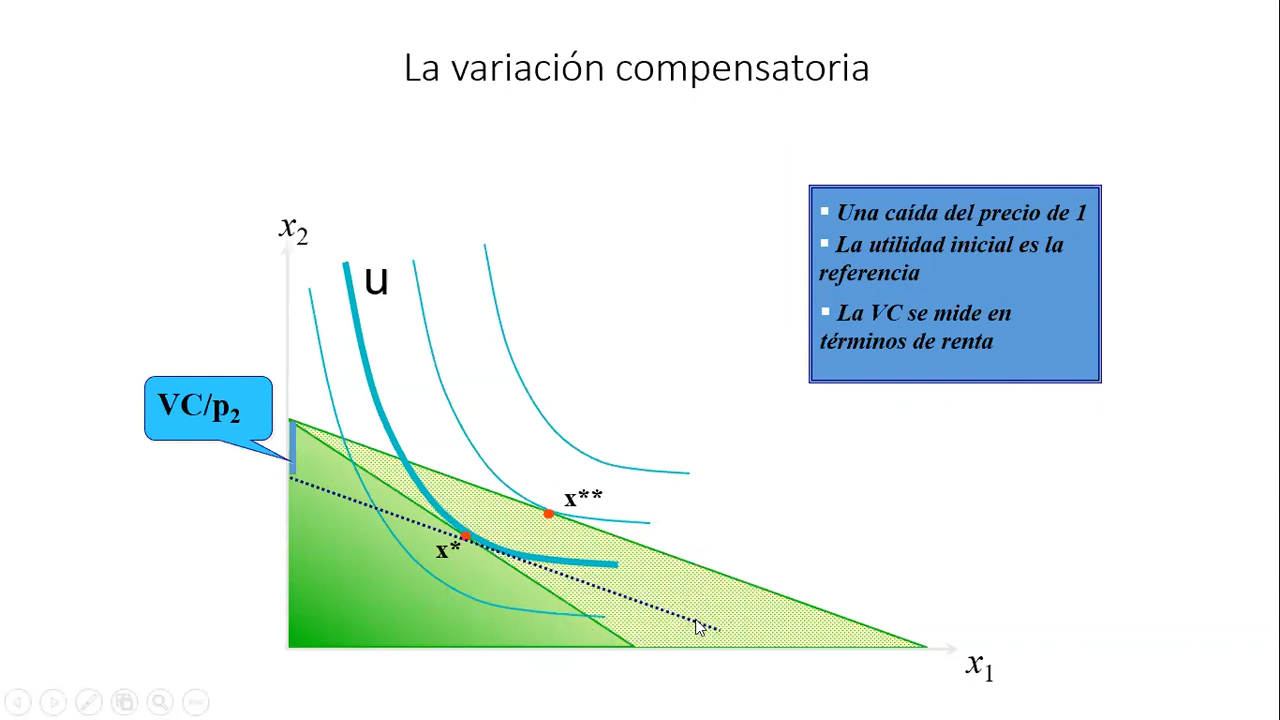 La variación compensatoria
▪ Una caída del precio de 1
▪ La utilidad inicial es la
referencia
▪ La VC se mide en
términos de renta
x₂
u
VC/p₂
x**
x*
x₁